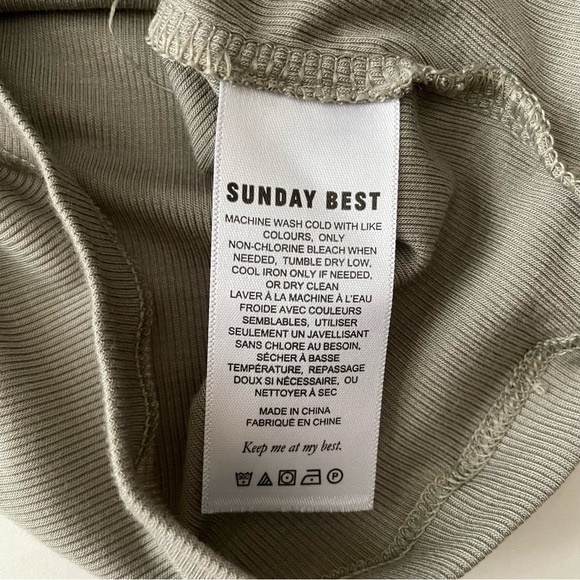 SUNDAY BEST
MACHINE WASH COLD WITH LIKE
COLOURS, ONLY
NON-CHLORINE BLEACH WHEN
NEEDED, TUMBLE DRY LOW,
COOL IRON ONLY IF NEEDED,
OR DRY CLEAN
LAVER À LA MACHINE À L'EAU
FROIDE AVEC COULEURS
SEMBLABLES, UTILISER
SEULEMENT UN JAVELLISANT
SANS CHLORE AU BESOIN.
SÉCHER À BASSE
TEMPÉRATURE, REPASSAGE
DOUX SI NÉCESSAIRE, OU
NETTOYER À SEC
MADE IN CHINA
FABRIQUÉ EN CHINE
Keep me at my best.
P